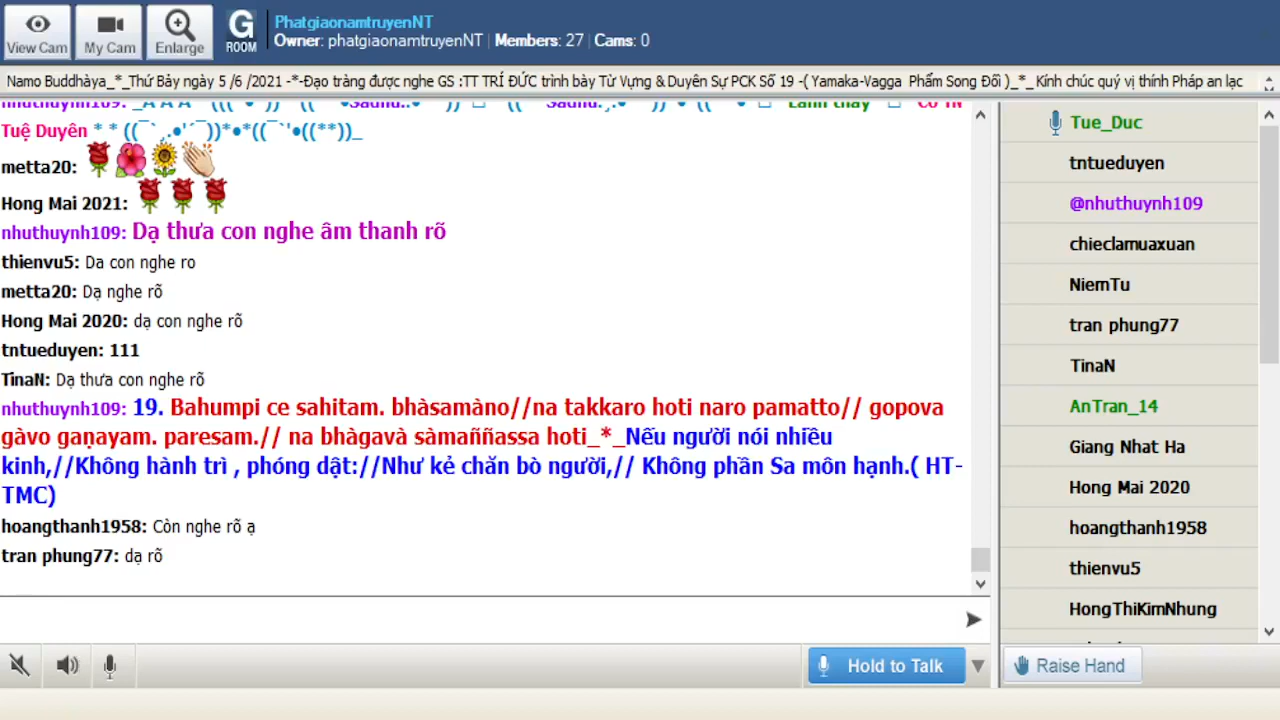 View Cam
My Cam
Enlarge
G
ROOM
PhatgiaonamtruyenNT
Owner: phatgiaonamtruyenNT | Members: 27 | Cams: 0
Namo Buddhàya_*_Thứ Bảy ngày 5 /6 /2021 -*-Đạo tràng được nghe GS :TT TRÍ ĐỨC trình bày Từ Vựng & Duyên Sự PCK Số 19 -( Yamaka-Vagga Phẩm Song Đối )_*_ Kính chúc quý vị thính Pháp an lạc
Tuệ Duyên
metta20:
Hong Mai 2021:
nhuthuynh109: Dạ thưa con nghe âm thanh rõ
thienvu5: Da con nghe ro
metta20: Dạ nghe rõ
Hong Mai 2020: dạ con nghe rõ
tntueduyen: 111
TinaN: Dạ thưa con nghe rõ
nhuthuynh109: 19. Bahumpi ce sahitam. bhàsamàno//na takkaro hoti naro pamatto// gopova
gàvo gaṇayam. paresam.// na bhàgavà sàmaññassa hoti_*_Nếu người nói nhiều
kinh,//Không hành trì , phóng dật://Như kẻ chăn bò người,// Không phần Sa môn hạnh.( HT-
TMC)
hoangthanh1958: Còn nghe rõ ạ
tran phung77: dạ rõ
Hold to Talk
Tue_Duc
tntueduyen
@nhuthuynh109
chieclamuaxuan
NiemTu
tran phung77
TinaN
AnTran_14
Giang Nhat Ha
Hong Mai 2020
hoangthanh1958
thienvu5
HongThiKimNhung
Raise Hand